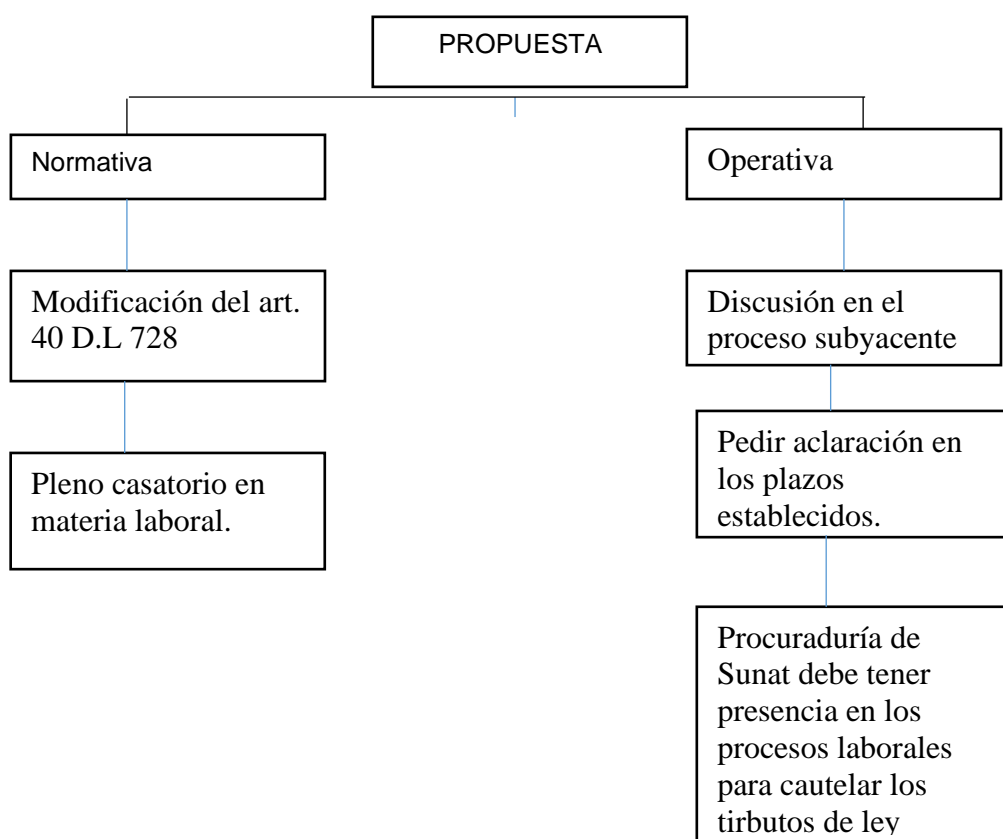 PROPUESTA
Normativa
Modificación del art.
40 D.L 728
Pleno casatorio en
materia laboral.
Operativa
Discusión en el
proceso subyacente
Pedir aclaración en
los plazos
establecidos.
Procuraduría de
Sunat debe tener
presencia en los
procesos laborales
para cautelar los
tirbutos de ley